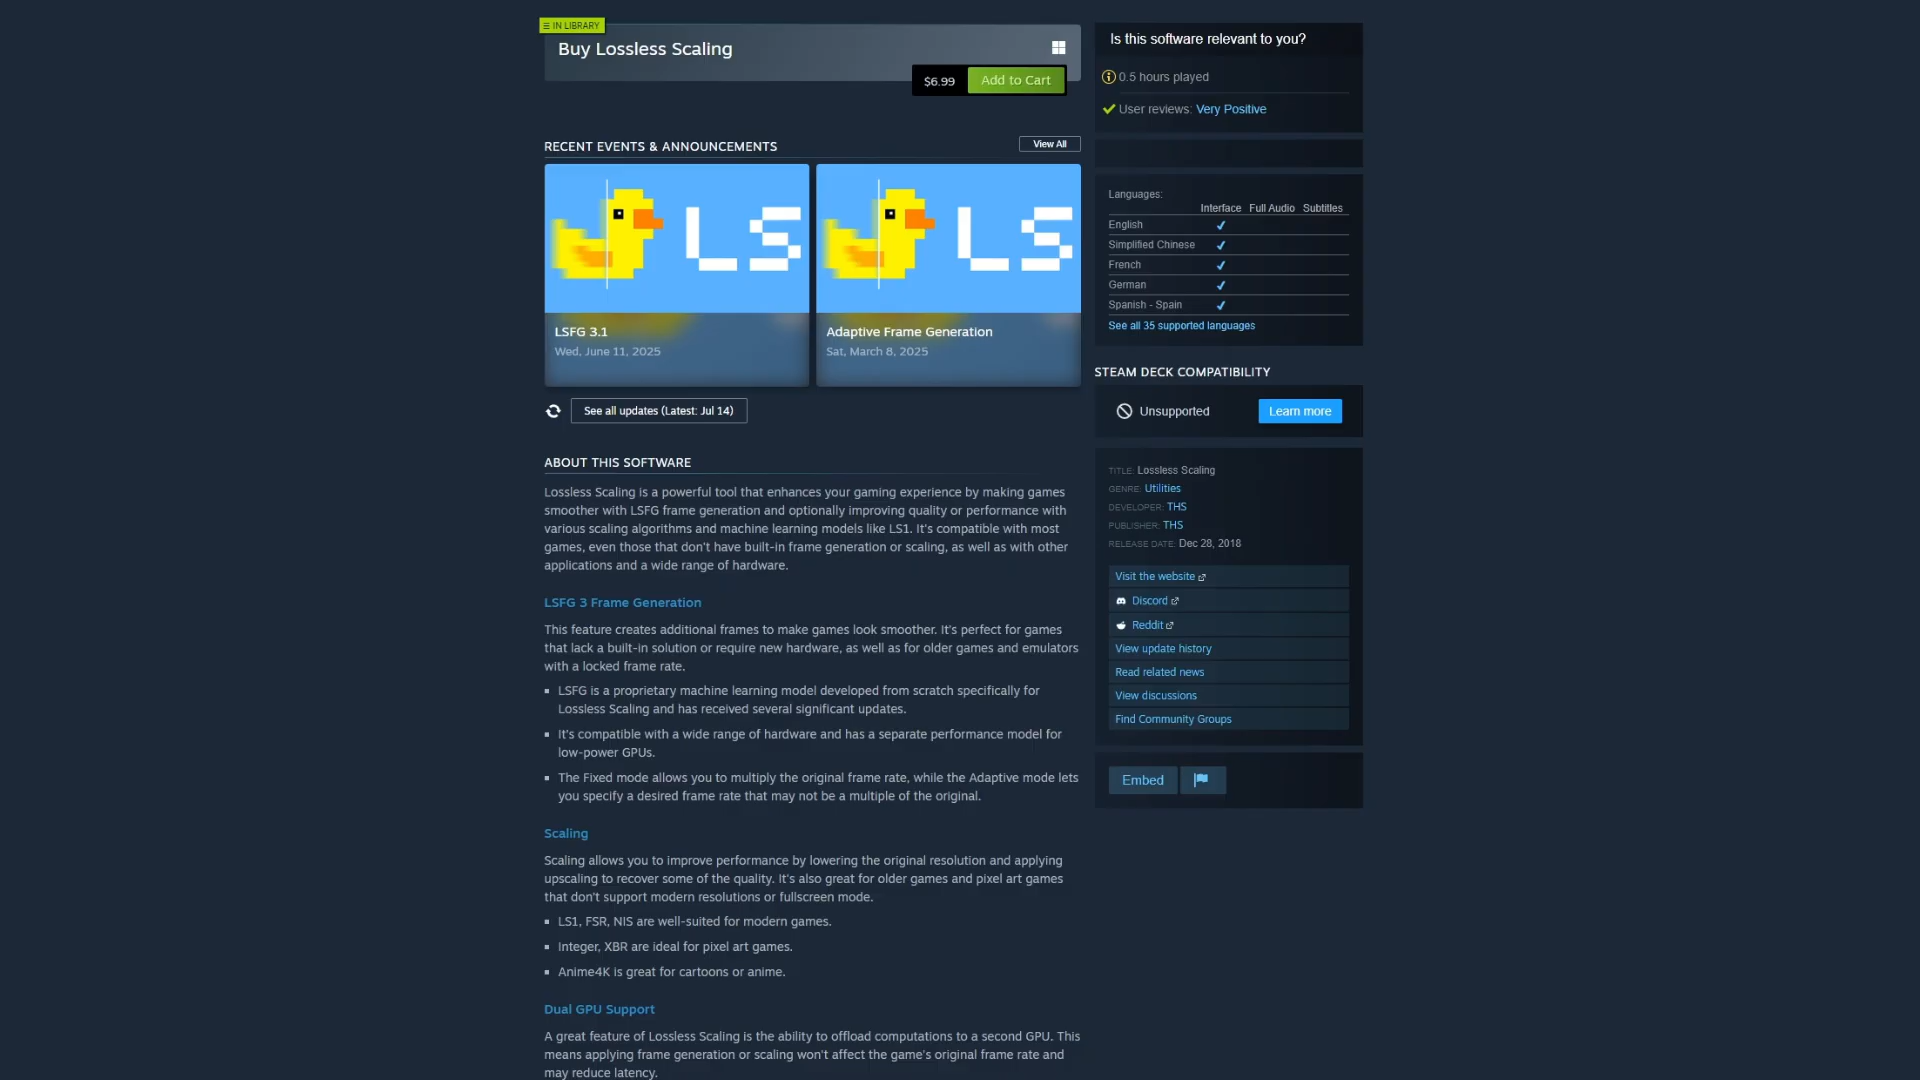 IN LIBRARY
Buy Lossless Scaling
$6.99
Add to Cart
RECENT EVENTS & ANNOUNCEMENTS
View All
LS
LS
LSFG 3.1
Wed, June 11, 2025
Adaptive Frame Generation
Sat, March 8, 2025
See all updates (Latest: Jul 14)
ABOUT THIS SOFTWARE
Lossless Scaling is a powerful tool that enhances your gaming experience by making games
smoother with LSFG frame generation and optionally improving quality or performance with
various scaling algorithms and machine learning models like LS1. It's compatible with most
games, even those that don't have built-in frame generation or scaling, as well as with other
applications and a wide range of hardware.
LSFG 3 Frame Generation
This feature creates additional frames to make games look smoother. It's perfect for games
that lack a built-in solution or require new hardware, as well as for older games and emulators
with a locked frame rate.
LSFG is a proprietary machine learning model developed from scratch specifically for
Lossless Scaling and has received several significant updates.
It's compatible with a wide range of hardware and has a separate performance model for
low-power GPUs.
The Fixed mode allows you to multiply the original frame rate, while the Adaptive mode lets
you specify a desired frame rate that may not be a multiple of the original.
Scaling
Scaling allows you to improve performance by lowering the original resolution and applying
upscaling to recover some of the quality. It's also great for older games and pixel art games
that don't support modern resolutions or fullscreen mode.
LS1, FSR, NIS are well-suited for modern games.
Integer, XBR are ideal for pixel art games.
Anime4K is great for cartoons or anime.
Dual GPU Support
A great feature of Lossless Scaling is the ability to offload computations to a second GPU. This
means applying frame generation or scaling won't affect the game's original frame rate and
may reduce latency.
Is this software relevant to you?
0.5 hours played
User reviews: Very Positive
Languages:
Interface Full Audio Subtitles
English
Simplified Chinese
French
German
Spanish - Spain
See all 35 supported languages
STEAM DECK COMPATIBILITY
Unsupported
Learn more
TITLE: Lossless Scaling
GENRE: Utilities
DEVELOPER: THS
PUBLISHER: THS
RELEASE DATE: Dec 28, 2018
Visit the website
Discord
Reddit
View update history
Read related news
View discussions
Find Community Groups
Embed